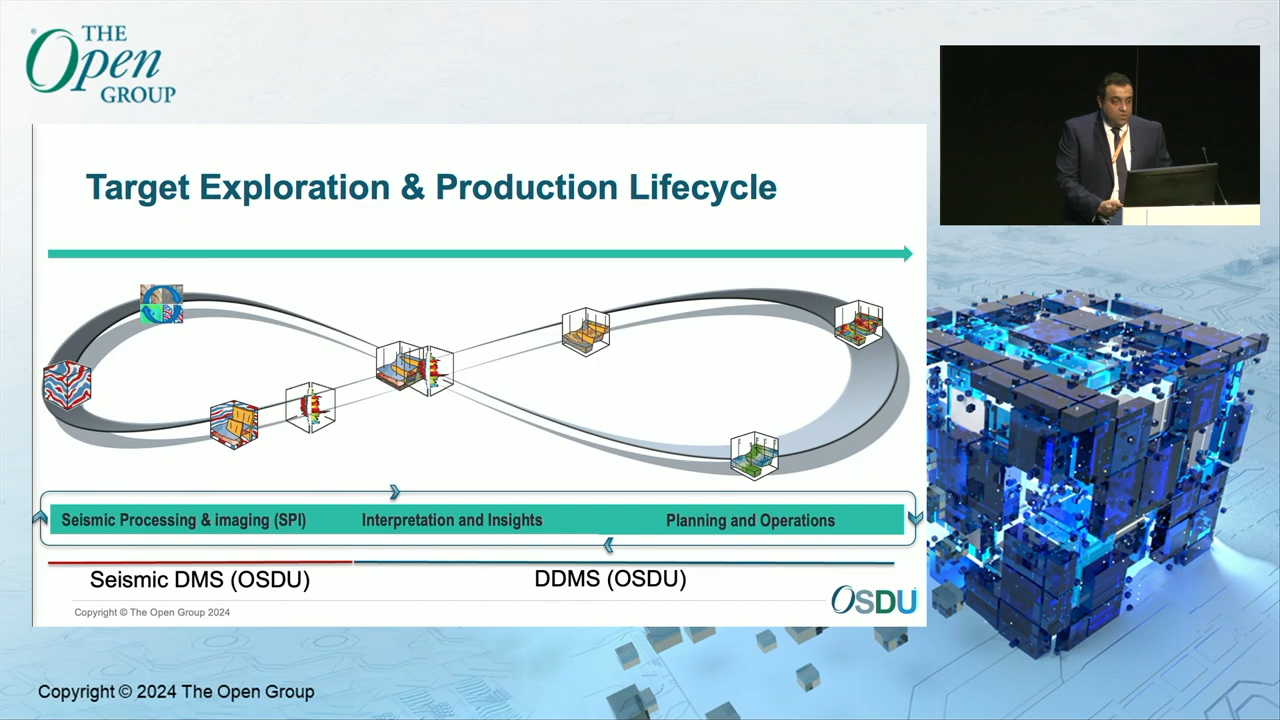 THE
Open
GROUP
Target Exploration & Production Lifecycle
Seismic Processing & imaging (SPI)
Interpretation and Insights
Planning and Operations
Seismic DMS (OSDU)
DDMS (OSDU)
Copyright © The Open Group 2024
OSDU
Copyright © 2024 The Open Group